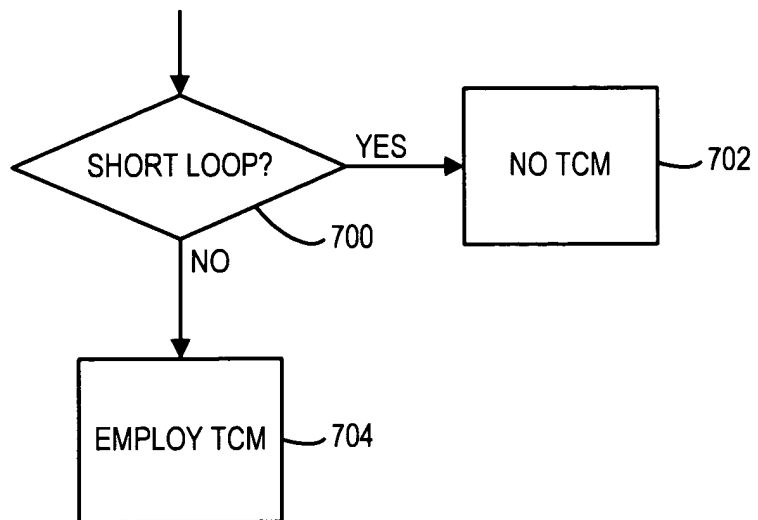 SHORT LOOP?
YES
NO TCM
702
700
NO
EMPLOY TCM
704